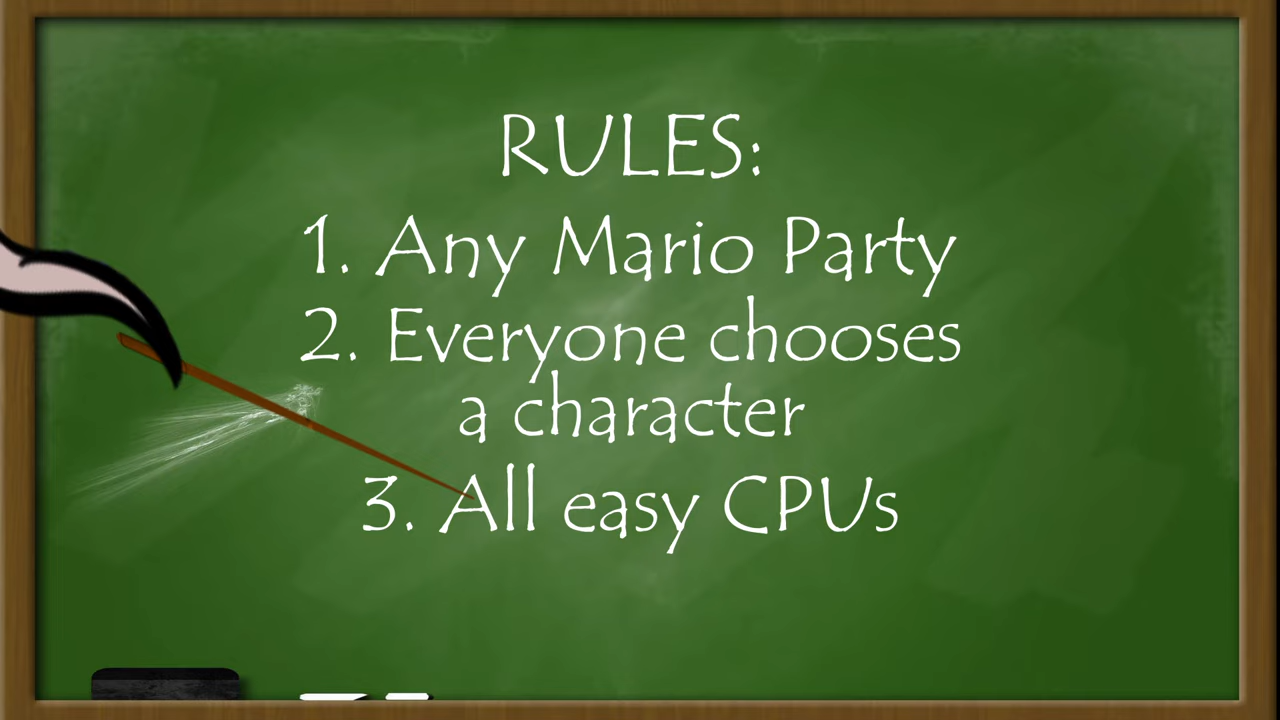 RULES:
1. Any Mario Party
2. Everyone chooses
a character
3. All easy CPUs